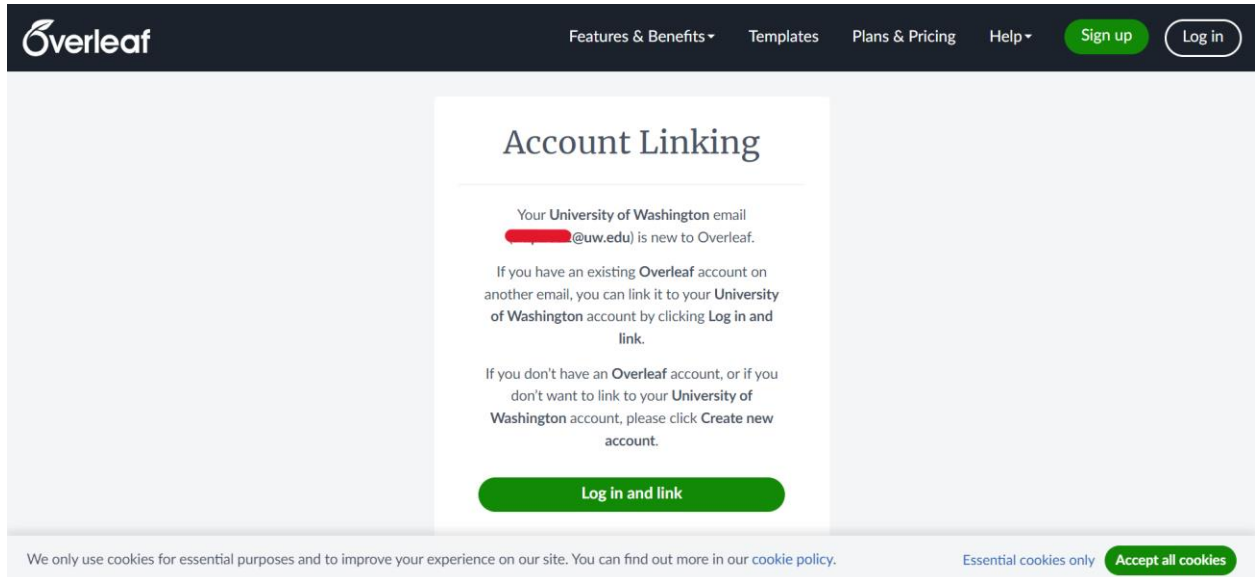 Overleaf
Features & Benefits Templates Plans & Pricing Help Sign up Log in
Account Linking
Your University of Washington email
@uw.edu) is new to Overleaf.
If you have an existing Overleaf account on
another email, you can link it to your University
of Washington account by clicking Log in and
link.
If you don't have an Overleaf account, or if you
don't want to link to your University of
Washington account, please click Create new
account.
Log in and link
We only use cookies for essential purposes and to improve your experience on our site. You can find out more in our cookie policy. Essential cookies only Accept all cookies